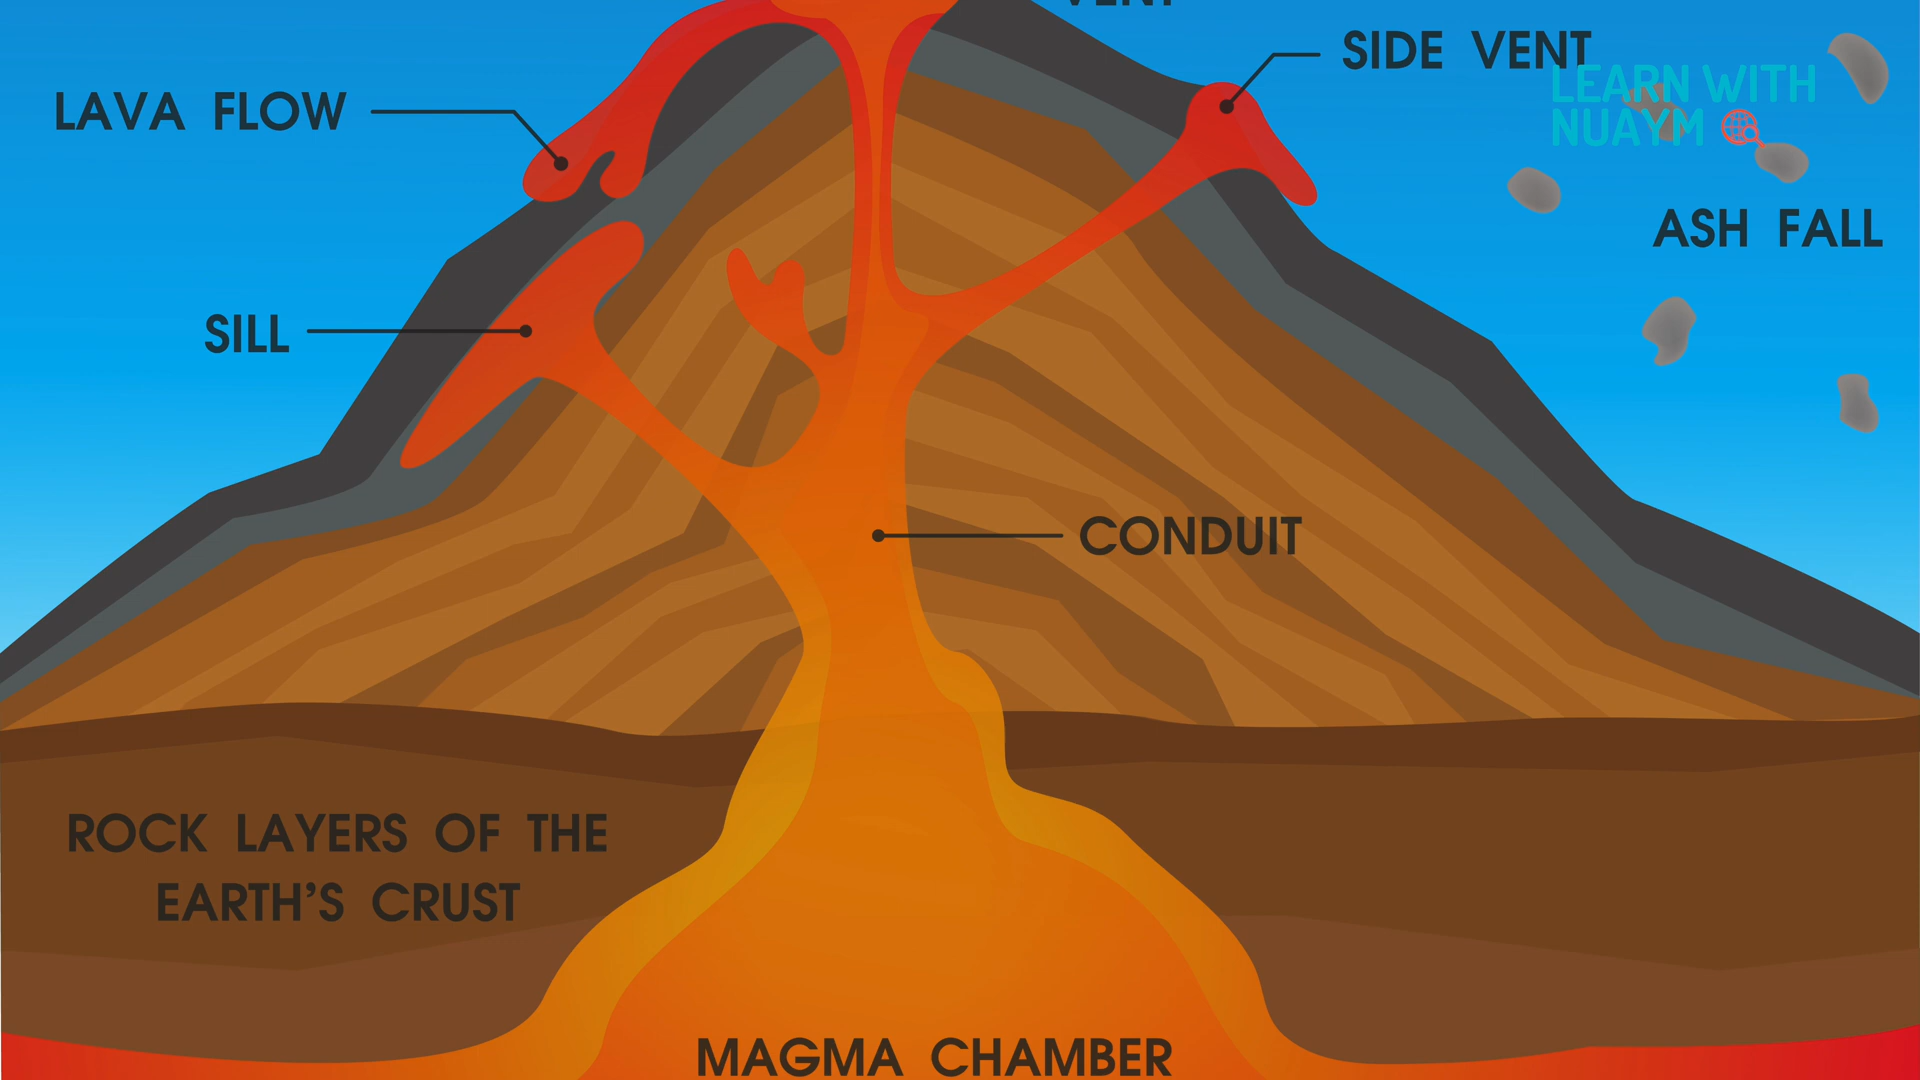 VENT
SIDE VENT
LEARN WITH
NUAYM
LAVA FLOW
ASH FALL
SILL
CONDUIT
ROCK LAYERS OF THE
EARTH'S CRUST
MAGMA CHAMBER